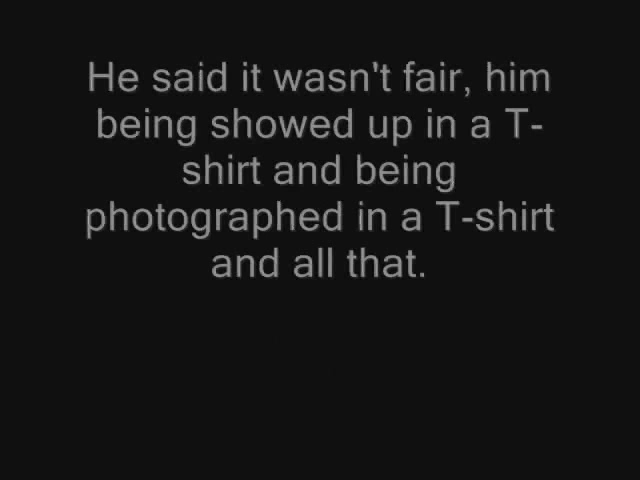 He said it wasn't fair, him
being showed up in a T-
shirt and being
photographed in a T-shirt
and all that.